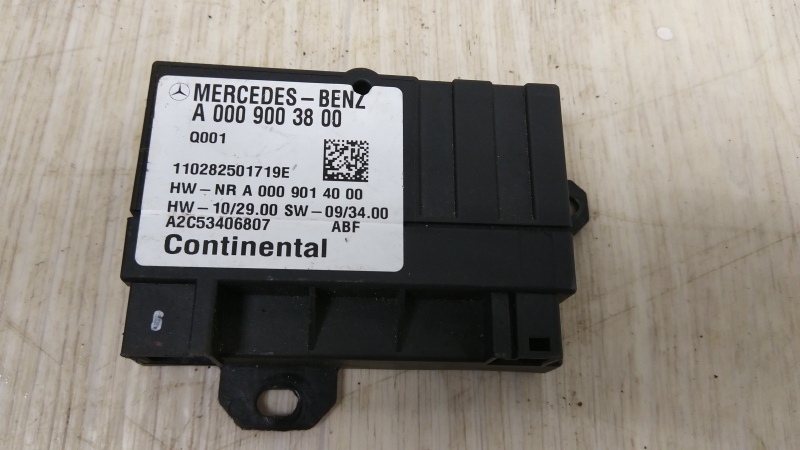 MERCEDES-BENZ
A 000 900 38 00
Q001
110282501719E
HW-NR A 000 901 40 00
HW-10/29.00 SW-09/34.00
A2C53406807 ABF
Continental